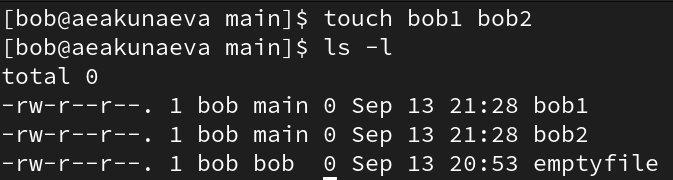 [bob@aeakunaeva main]$ touch bob1 bob2
[bob@aeakunaeva main]$ ls -l
total 0
-rw-r--r--. 1 bob main 0 Sep 13 21:28 bob1
-rw-r--r--. 1 bob main 0 Sep 13 21:28 bob2
-rw-r--r--. 1 bob bob  0 Sep 13 20:53 emptyfile